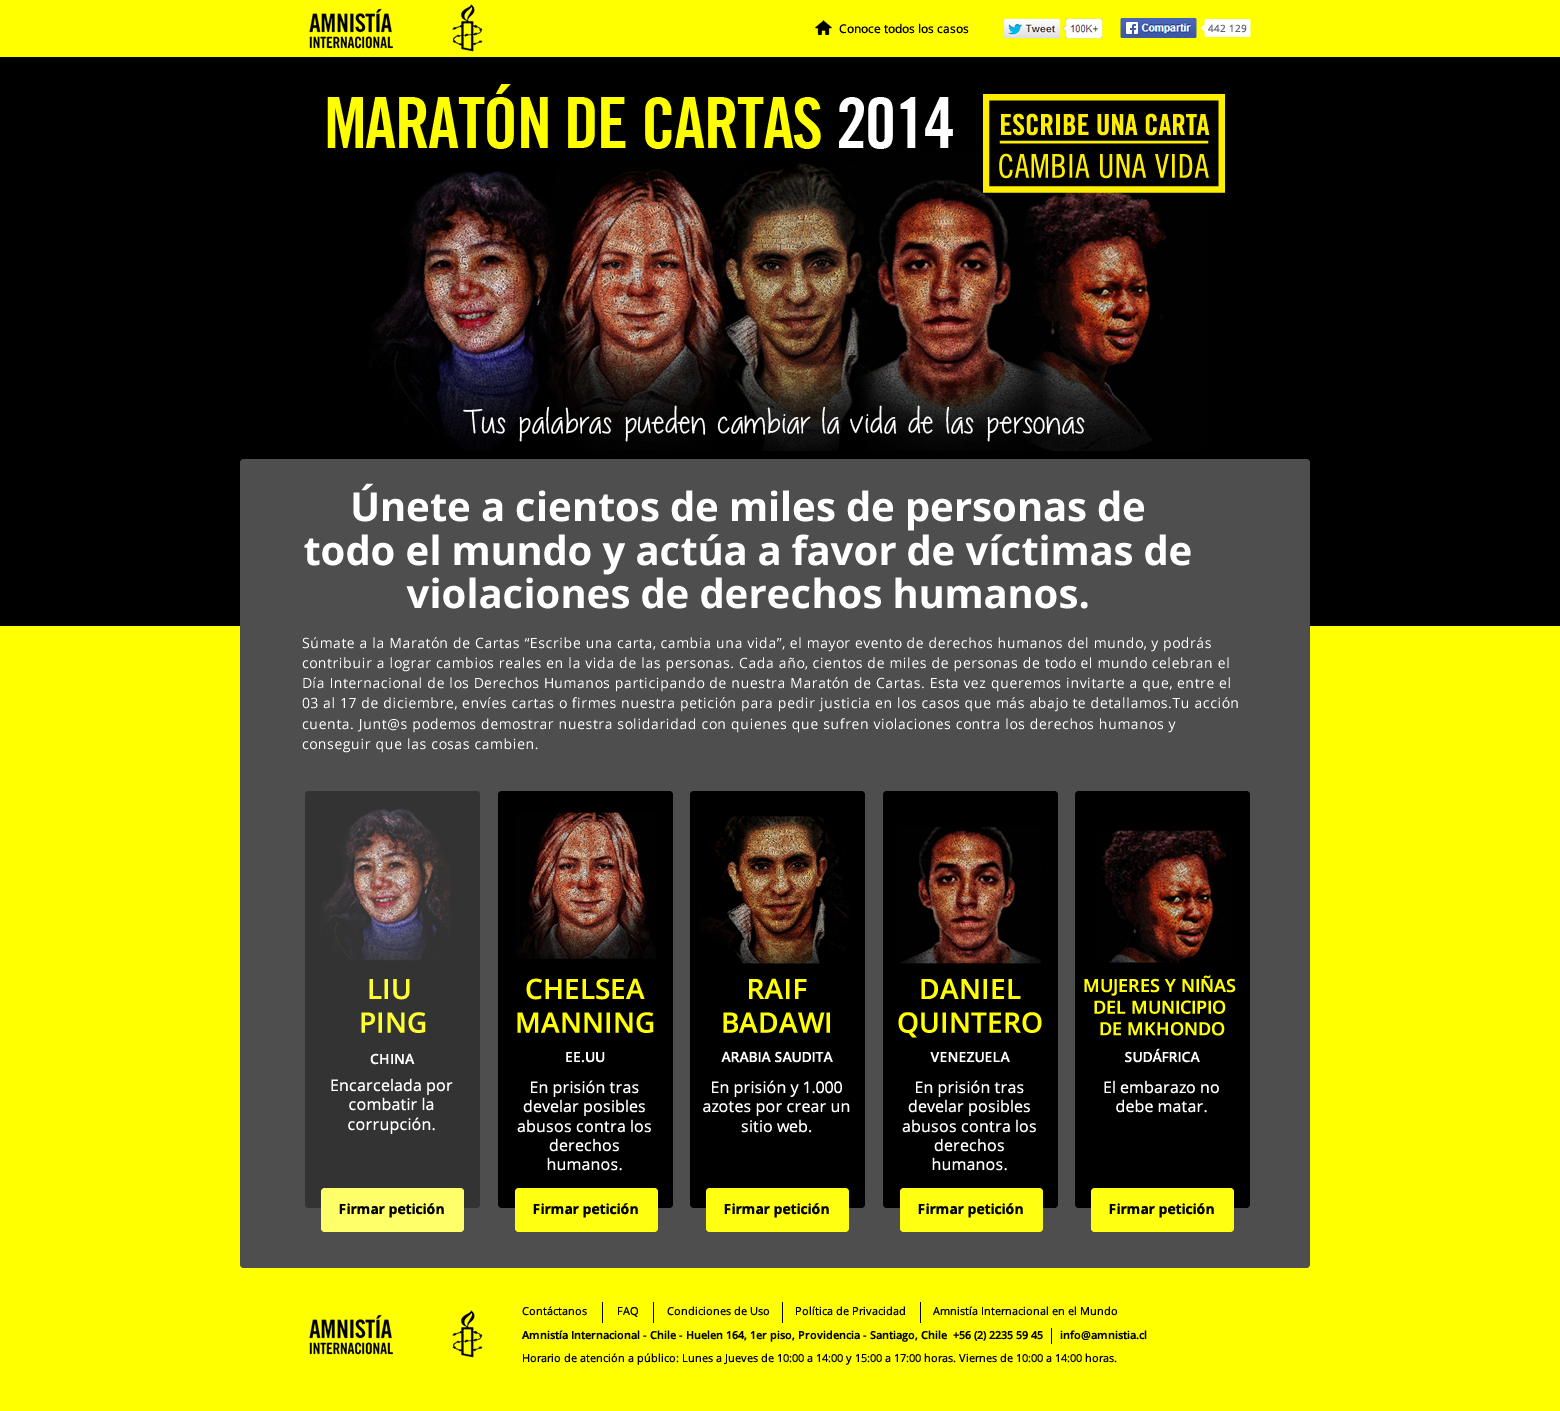 AMNISTÍA
INTERNACIONAL
Conoce todos los casos
Tweet
100K+
Compartir
442 129
MARATÓN DE CARTAS 2014
ESCRIBE UNA CARTA
CAMBIA UNA VIDA
Tus palabras pueden cambiar la vida de las personas
Únete a cientos de miles de personas de
todo el mundo y actúa a favor de víctimas de
violaciones de derechos humanos.
Súmate a la Maratón de Cartas “Escribe una carta, cambia una vida”, el mayor evento de derechos humanos del mundo, y podrás
contribuir a lograr cambios reales en la vida de las personas. Cada año, cientos de miles de personas de todo el mundo celebran el
Día Internacional de los Derechos Humanos participando de nuestra Maratón de Cartas. Esta vez queremos invitarte a que, entre el
03 al 17 de diciembre, envíes cartas o firmes nuestra petición para pedir justicia en los casos que más abajo te detallamos.Tu acción
cuenta. Junt@s podemos demostrar nuestra solidaridad con quienes que sufren violaciones contra los derechos humanos y
conseguir que las cosas cambien.
LIU
PING
CHINA
Encarcelada por
combatir la
corrupción.
Firmar petición
CHELSEA
MANNING
EE.UU
En prisión tras
develar posibles
abusos contra los
derechos
humanos.
Firmar petición
RAIF
BADAWI
ARABIA SAUDITA
En prisión y 1.000
azotes por crear un
sitio web.
Firmar petición
DANIEL
QUINTERO
VENEZUELA
En prisión tras
develar posibles
abusos contra los
derechos
humanos.
Firmar petición
MUJERES Y NIÑAS
DEL MUNICIPIO
DE MKHONDO
SUDÁFRICA
El embarazo no
debe matar.
Firmar petición
AMNISTÍA
INTERNACIONAL
Contáctanos
FAQ
Condiciones de Uso
Política de Privacidad
Amnistía Internacional en el Mundo
Amnistía Internacional - Chile - Huelen 164, 1er piso, Providencia - Santiago, Chile +56 (2) 2235 59 45
info@amnistia.cl
Horario de atención a público: Lunes a Jueves de 10:00 a 14:00 y 15:00 a 17:00 horas. Viernes de 10:00 a 14:00 horas.